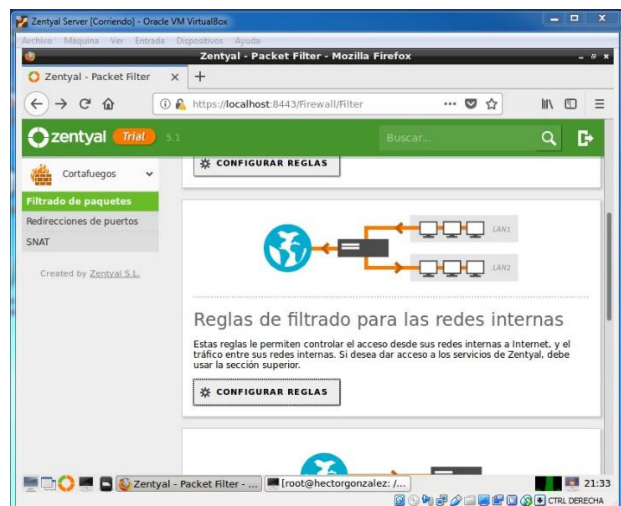 Zentyal Server [Corriendo] - Oracle VM VirtualBox
Archivo Máquina Ver Entrada Dispositivos Ayuda
Zentyal - Packet Filter - Mozilla Firefox
Zentyal - Packet Filter
https://localhost:8443/Firewall/Filter
zentyal Trial 5.1 Buscar...
Cortafuegos
Filtrado de paquetes
Redirecciones de puertos
SNAT
Created by Zentyal S.L.
CONFIGURAR REGLAS
LAN1
LAN2
Reglas de filtrado para las redes internas
Estas reglas le permiten controlar el acceso desde sus redes internas a Internet, y el
tráfico entre sus redes internas. Si desea dar acceso a los servicios de Zentyal, debe
usar la sección superior.
CONFIGURAR REGLAS
Zentyal - Packet Filter - ... [root@hectorgonzalez: /... 21:33
CTRL DERECHA